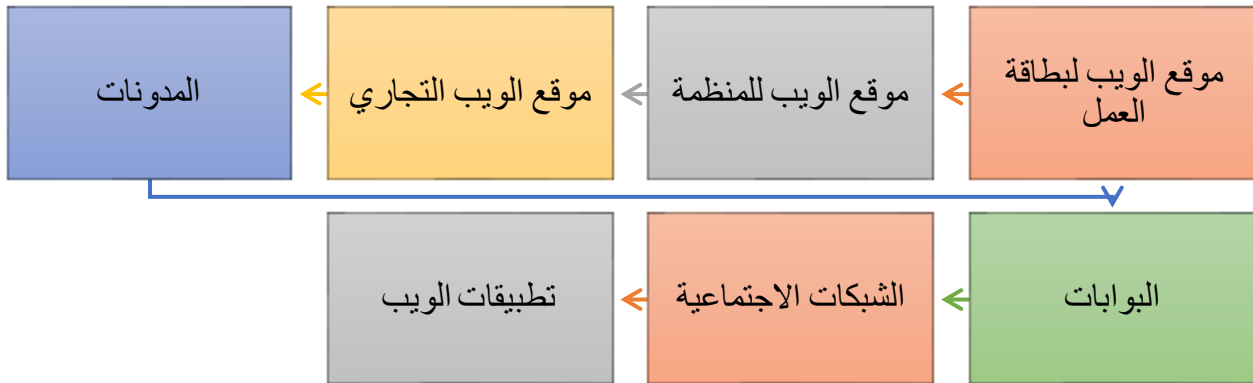 موقع الويب لبطاقة
العمل
موقع الويب للمنظمة
موقع الويب التجاري
المدونات
البوابات
الشبكات الاجتماعية
تطبيقات الويب